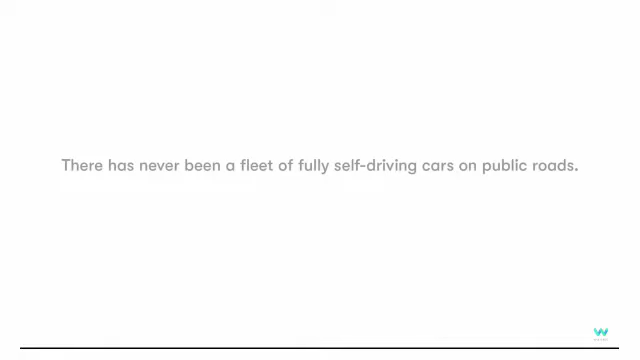 There has never been a fleet of fully self-driving cars on public roads.